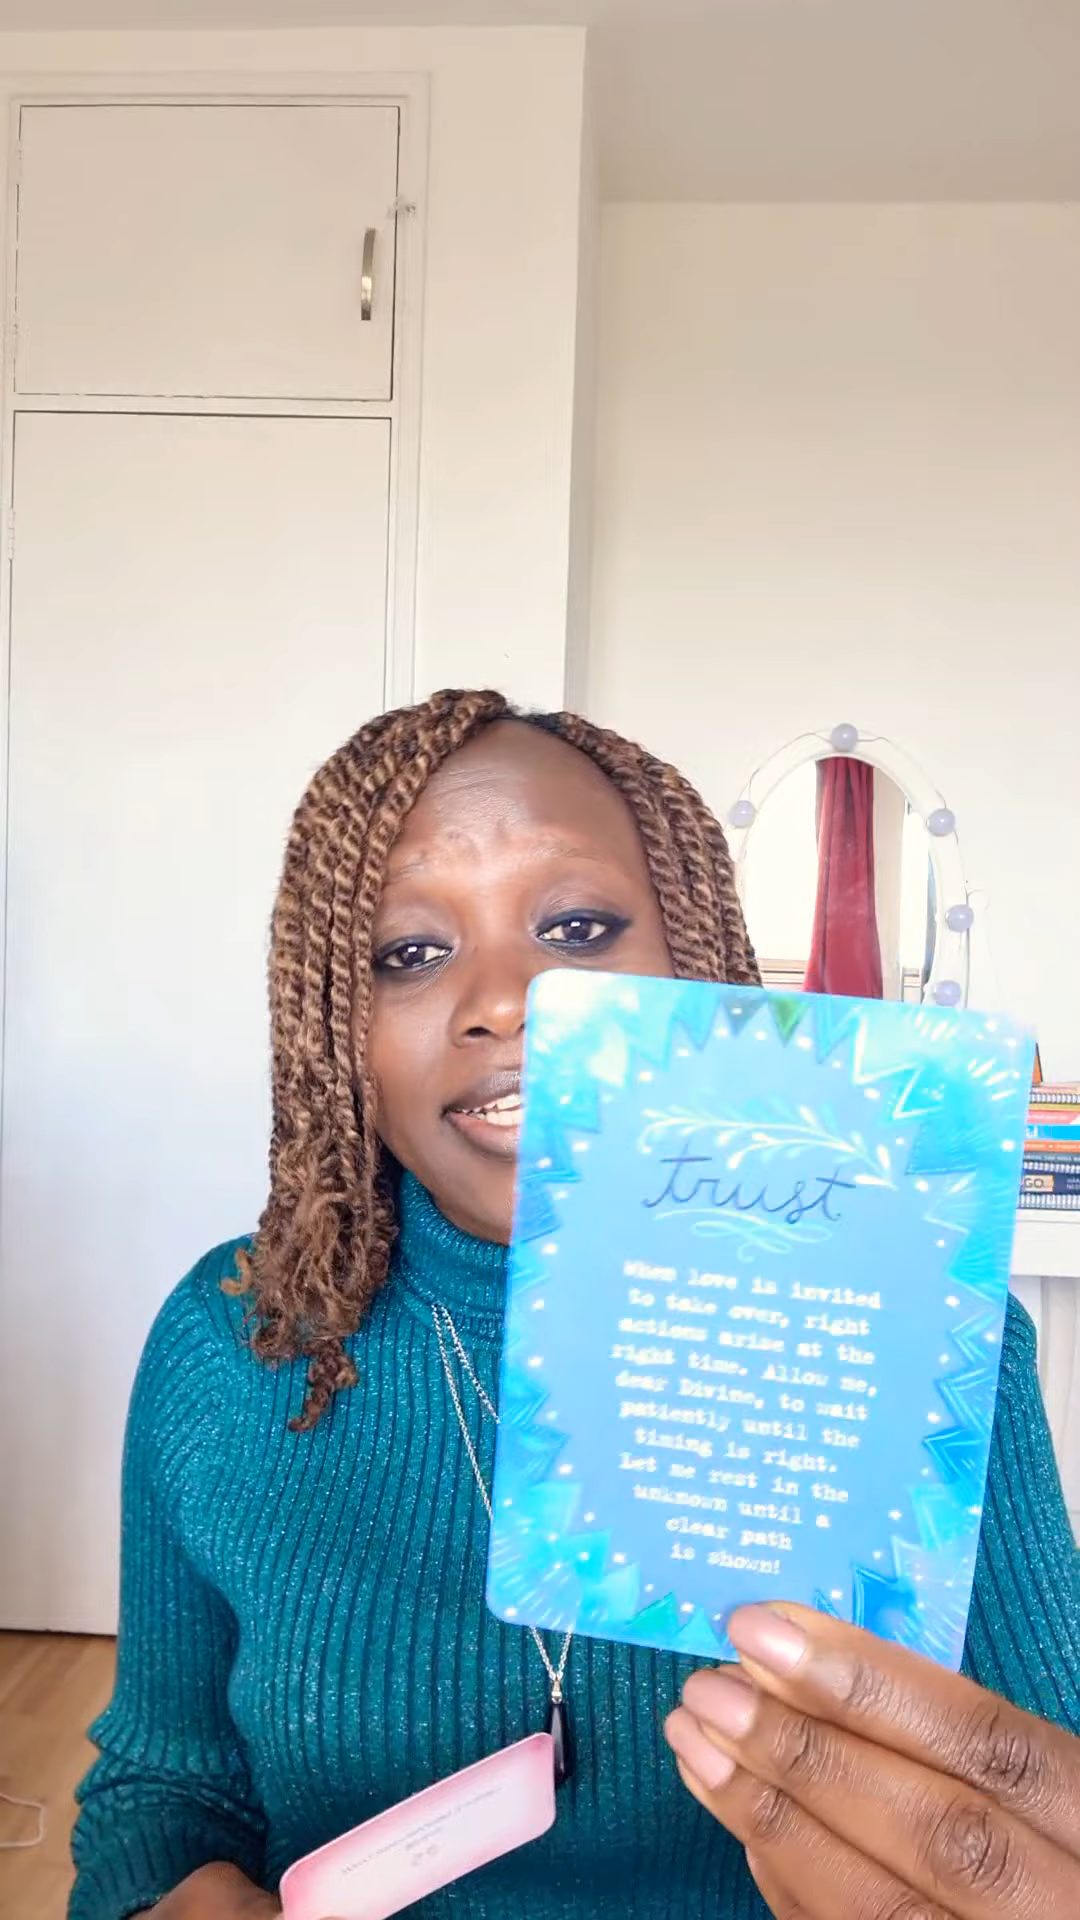 trust
When love is invited
to take over, right
actions arise at the
right time. Allow me,
dear Divine, to wait
patiently until the
timing is right.
Let me rest in the
unknown until a
clear path
is shown!
GO